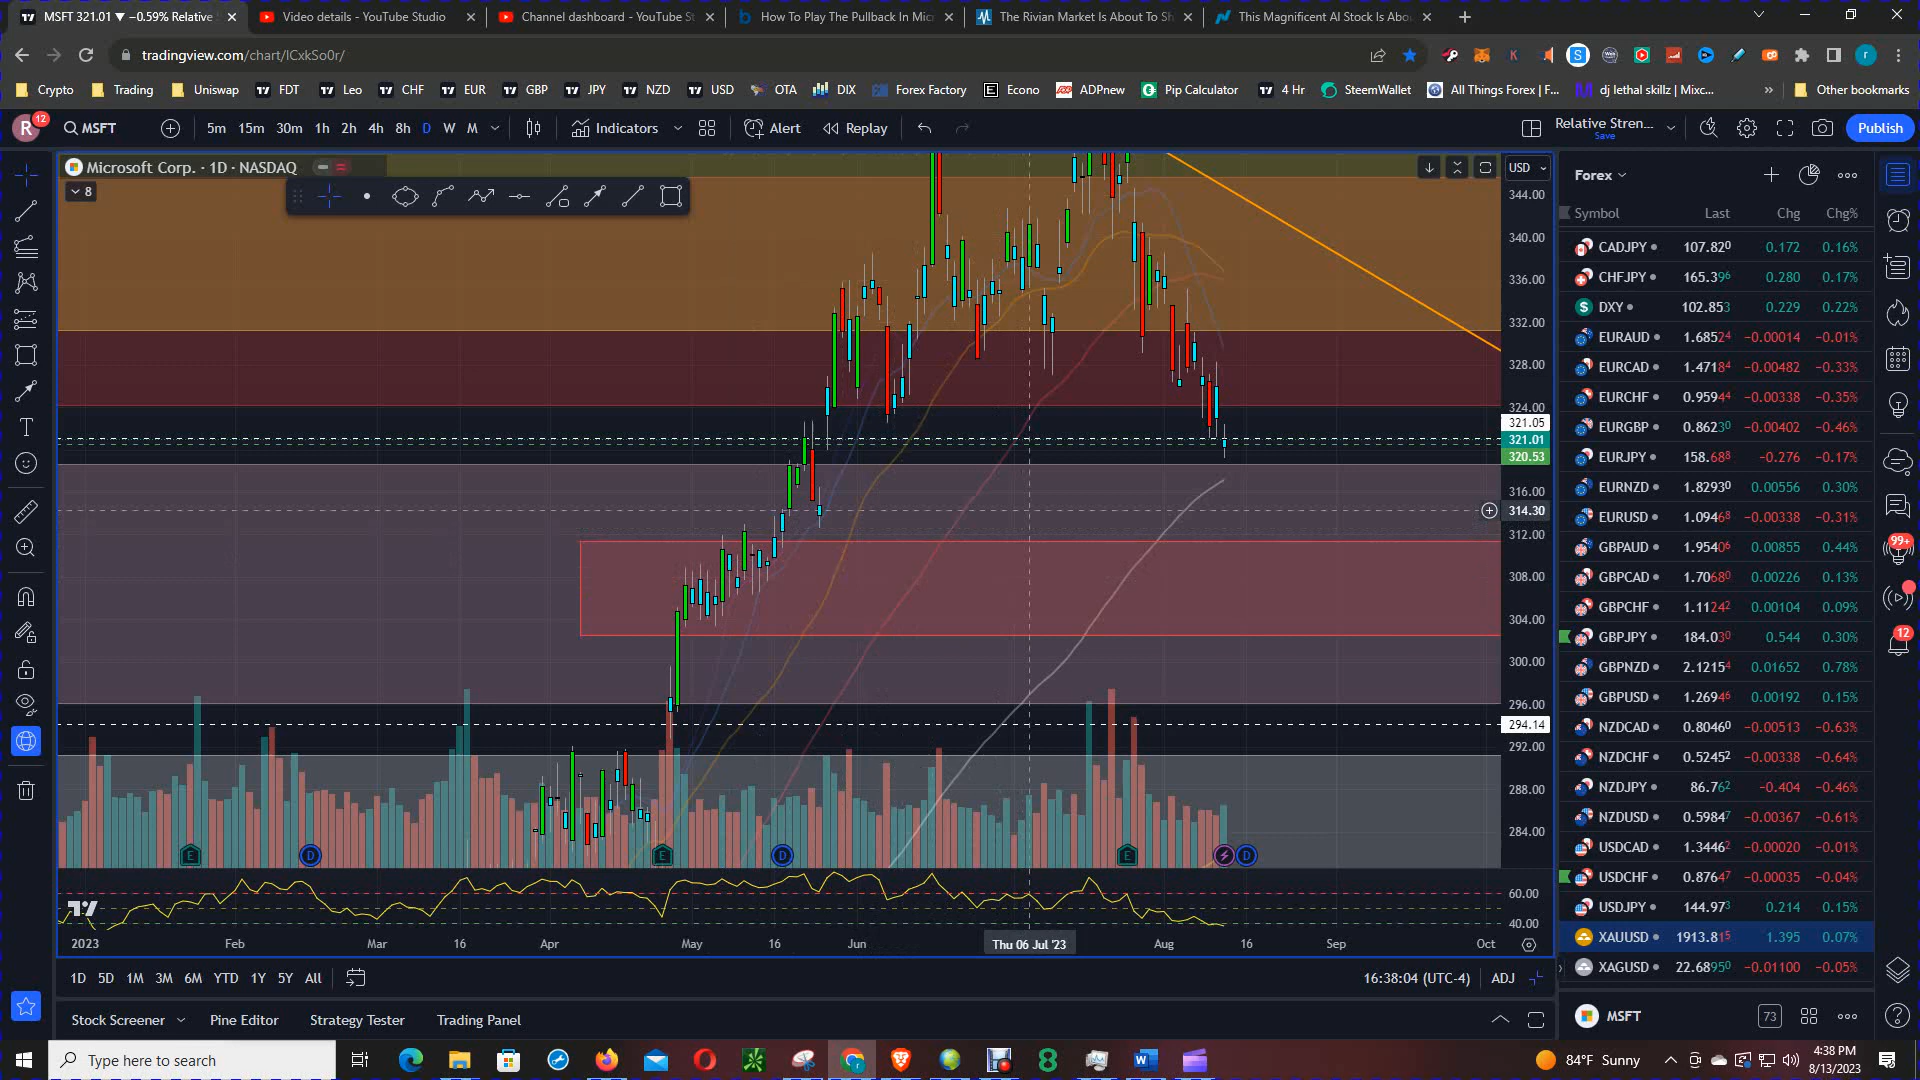 MSFT 321.01 ▼ −0.59% Relative
Video details - YouTube Studio
Channel dashboard - YouTube St
How To Play The Pullback In Mic
The Rivian Market Is About To Sh
This Magnificent AI Stock Is Abo
tradingview.com/chart/lCxkSo0r/
Crypto
Trading
Uniswap
FDT
Leo
CHF
EUR
GBP
JPY
NZD
USD
OTA
DIX
Forex Factory
Econo
ADPnew
Pip Calculator
4 Hr
SteemWallet
All Things Forex | F...
dj lethal skillz | Mixc...
»
Other bookmarks
R 12
MSFT
5m 15m 30m 1h 2h 4h 8h D W M
Indicators
Alert
Replay
Relative Stren...
Save
Publish
Microsoft Corp. · 1D · NASDAQ
8
USD
344.00
340.00
336.00
332.00
328.00
324.00
321.05
321.01
320.53
316.00
314.30
312.00
308.00
304.00
300.00
296.00
294.14
292.00
288.00
284.00
E D E D E D
60.00
40.00
2023 Feb Mar 16 Apr May 16 Jun Thu 06 Jul '23 Aug 16 Sep Oct
1D 5D 1M 3M 6M YTD 1Y 5Y All
16:38:04 (UTC-4)
ADJ
Stock Screener
Pine Editor
Strategy Tester
Trading Panel
Forex
Symbol Last Chg Chg%
CADJPY 107.820 0.172 0.16%
CHFJPY 165.396 0.280 0.17%
DXY 102.853 0.229 0.22%
EURAUD 1.68524 −0.00014 −0.01%
EURCAD 1.47184 −0.00482 −0.33%
EURCHF 0.95944 −0.00338 −0.35%
EURGBP 0.86230 −0.00402 −0.46%
EURJPY 158.688 −0.276 −0.17%
EURNZD 1.82930 0.00556 0.30%
EURUSD 1.09468 −0.00338 −0.31%
GBPAUD 1.95406 0.00855 0.44%
GBPCAD 1.70680 0.00226 0.13%
GBPCHF 1.11242 0.00104 0.09%
GBPJPY 184.030 0.544 0.30%
GBPNZD 2.12154 0.01652 0.78%
GBPUSD 1.26946 0.00192 0.15%
NZDCAD 0.80460 −0.00513 −0.63%
NZDCHF 0.52452 −0.00338 −0.64%
NZDJPY 86.762 −0.404 −0.46%
NZDUSD 0.59847 −0.00367 −0.61%
USDCAD 1.34462 −0.00020 −0.01%
USDCHF 0.87647 −0.00035 −0.04%
USDJPY 144.973 0.214 0.15%
XAUUSD 1913.815 1.395 0.07%
XAGUSD 22.68950 −0.01100 −0.05%
MSFT
73
99+
12
Type here to search
84°F Sunny
4:38 PM
8/13/2023